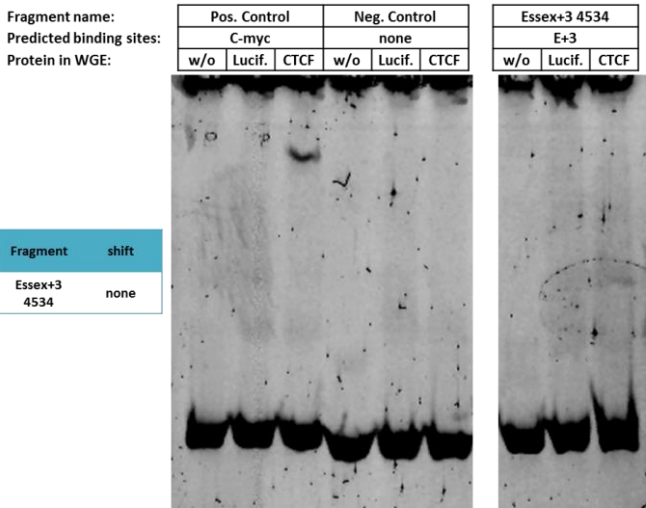 Fragment name: Pos. Control Neg. Control Essex+3 4534
Predicted binding sites: C-myc none E+3
Protein in WGE: w/o Lucif. CTCF w/o Lucif. CTCF w/o Lucif. CTCF
Fragment shift
Essex+3
4534 none